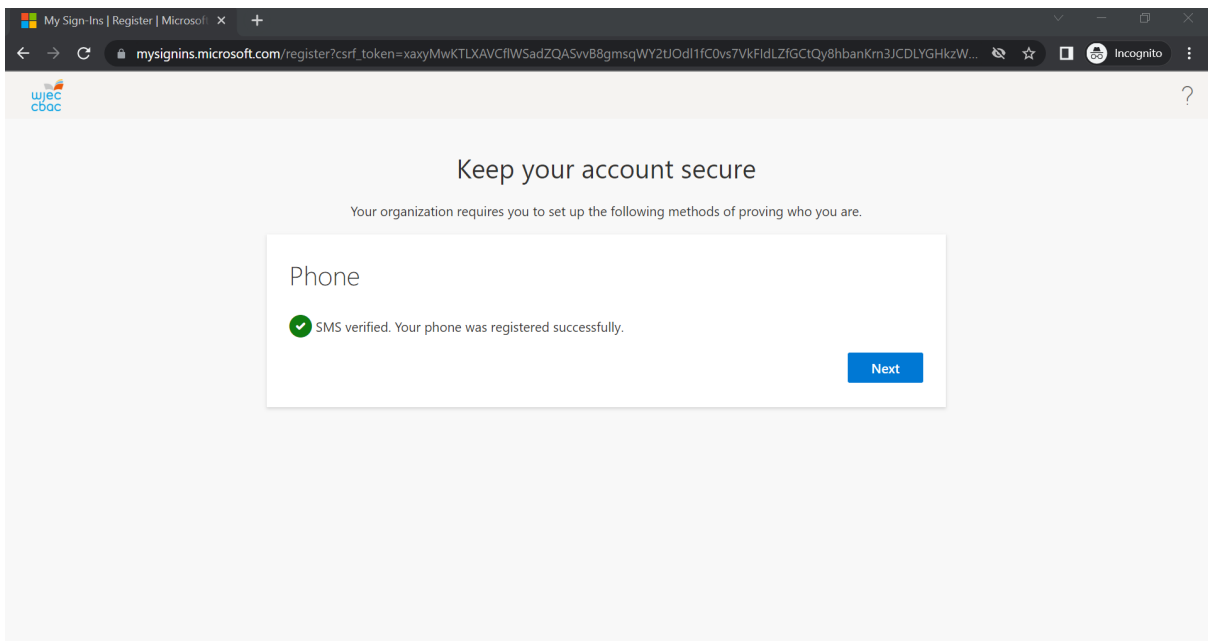 My Sign-Ins | Register | Microsoft
mysignins.microsoft.com/register?csrf_token=xaxyMwKTLXAVCflWSadZQASvvB8gmsqWY2tJOdl1fC0vs7VkFIdLZfGCtQy8hbanKrn3JCDLYGHkzW... Incognito
wjec
cbac
?
Keep your account secure
Your organization requires you to set up the following methods of proving who you are.
Phone
SMS verified. Your phone was registered successfully.
Next